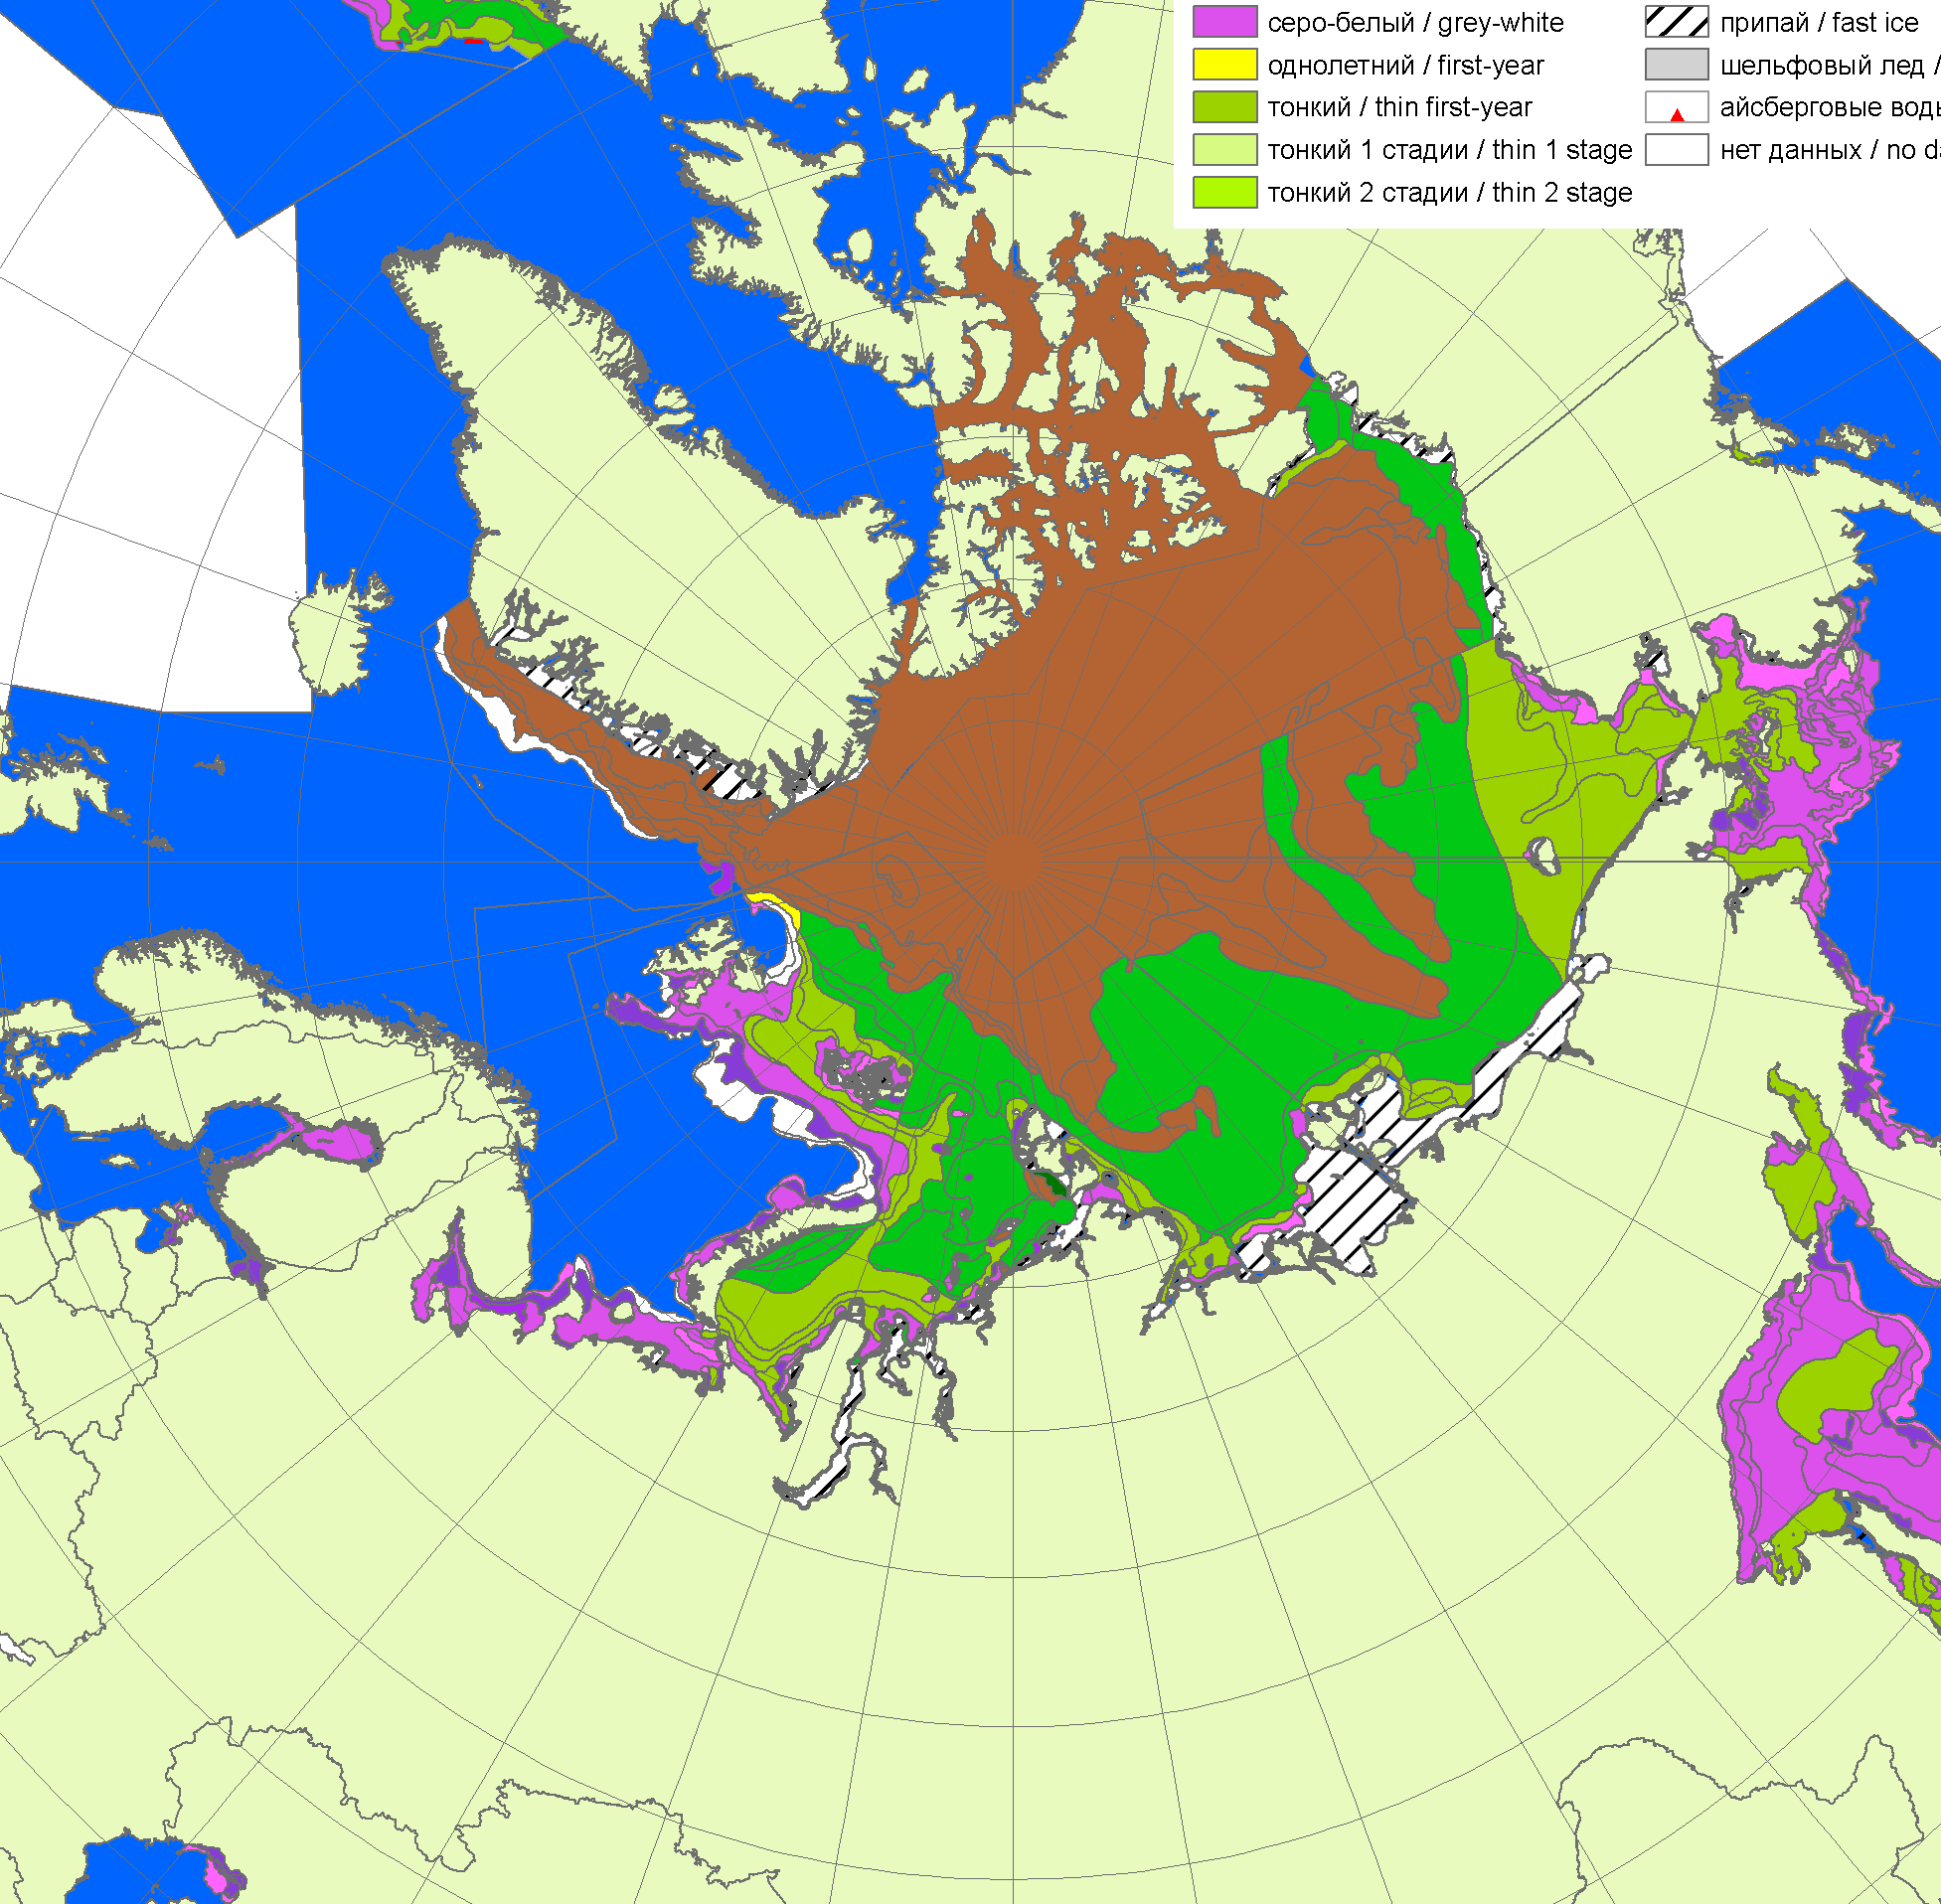 серо-белый / grey-white
однолетний / first-year
тонкий / thin first-year
тонкий 1 стадии / thin 1 stage
тонкий 2 стадии / thin 2 stage
припай / fast ice
шельфовый лед /
айсберговые
нет данных / no